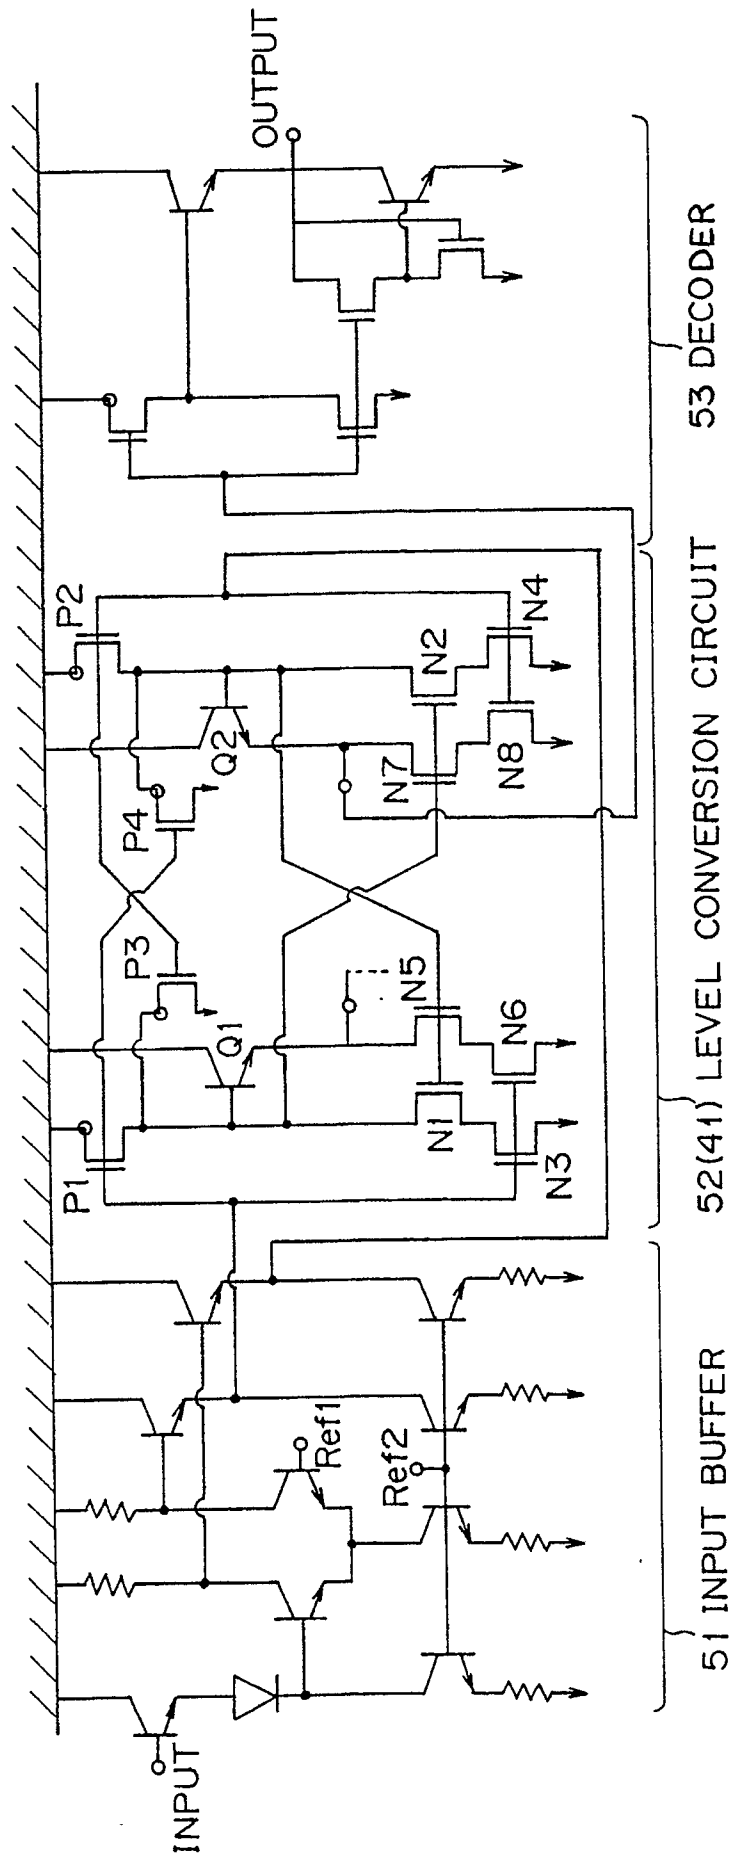 INPUT
Ref1
Ref2
P1
P3
P4
P2
Q1
Q2
N1
N5
N7
N2
N3
N6
N8
N4
OUTPUT
51 INPUT BUFFER
52(41) LEVEL CONVERSION CIRCUIT
53 DECODER